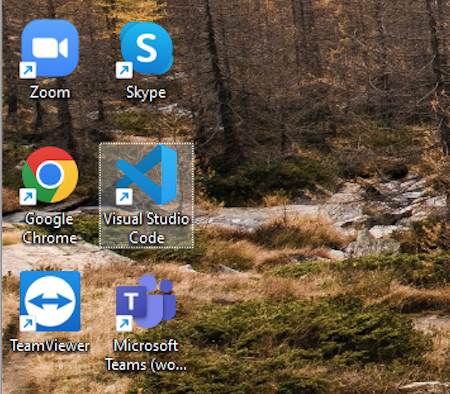 Zoom
Skype
Google
Chrome
Visual Studio
Code
TeamViewer
Microsoft
Teams (wo...